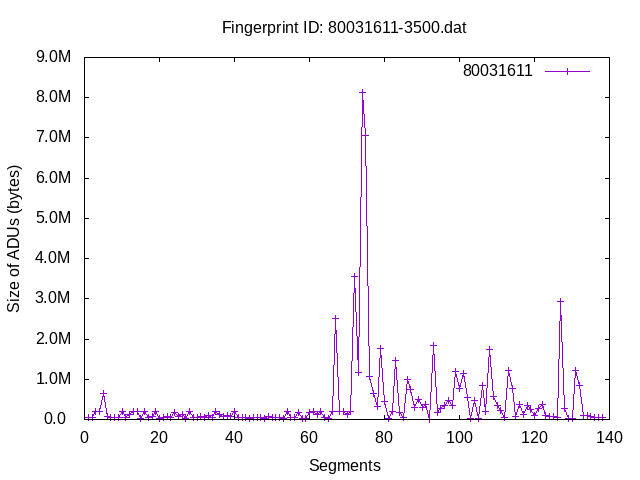 Fingerprint ID: 80031611-3500.dat
80031611
9.0M
8.0M
7.0M
6.0M
5.0M
4.0M
3.0M
2.0M
1.0M
0.0
Size of ADUs (bytes)
0 20 40 60 80 100 120 140
Segments